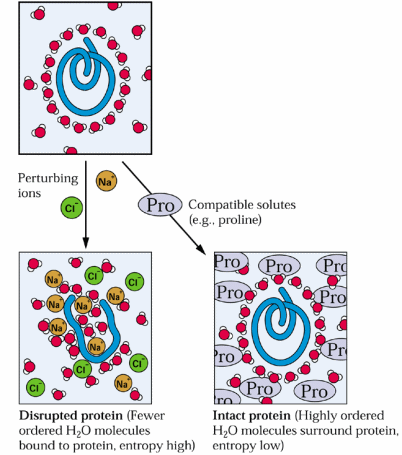 Perturbing
ions
Na⁺
Cl⁻
Pro
Compatible solutes
(e.g., proline)
Na⁺
Cl⁻
Cl⁻
Na⁺
Na⁺
Na
Na
Cl⁻
Cl⁻
Cl⁻
Na⁺
Pro
Pro
Pro
Pro
Pro
Pro
Pro
Pro
Pro
Disrupted protein (Fewer
ordered H₂O molecules
bound to protein, entropy high)
Intact protein (Highly ordered
H₂O molecules surround protein,
entropy low)